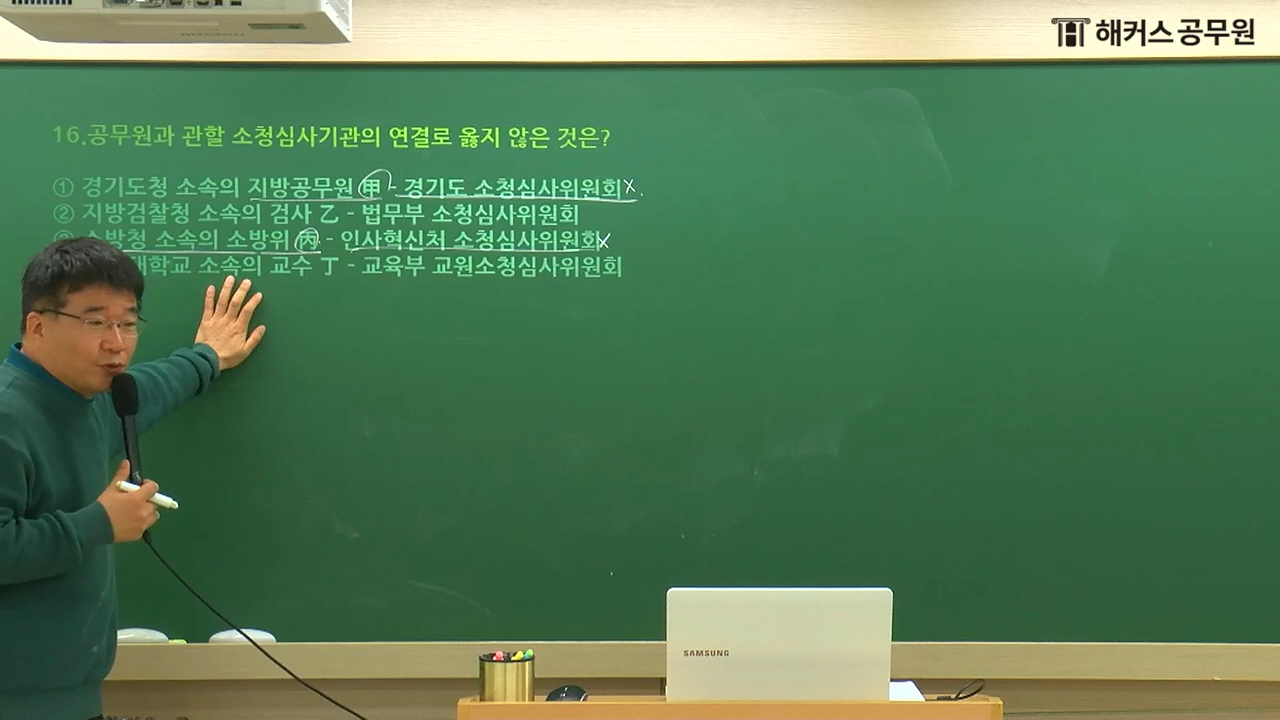 해커스공무원
16.공무원과 관할 소청심사기관의 연결로 옳지 않은 것은?
① 경기도청 소속의 지방공무원 甲 - 경기도 소청심사위원회 X
② 지방검찰청 소속의 검사 乙 - 법무부 소청심사위원회
소방청 소속의 소방위 丙 - 인사혁신처 소청심사위원회 X
소속의 교수 丁 - 교육부 교원소청심사위원회
SAMSUNG